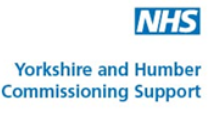 NHS
Yorkshire and Humber
Commissioning Support